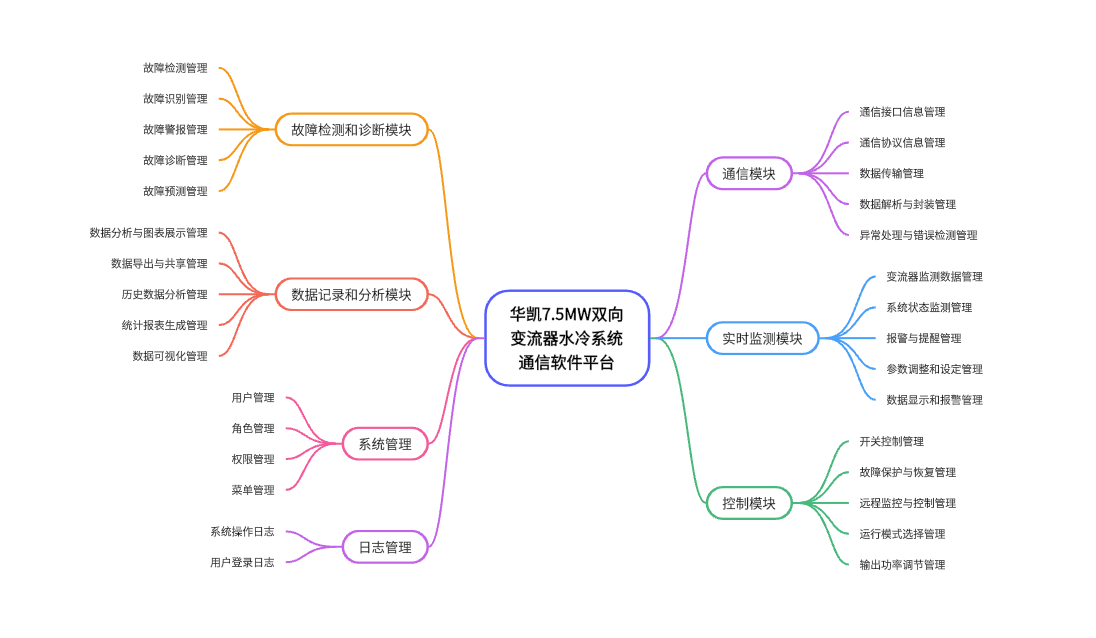 华凯7.5MW双向
变流器水冷系统
通信软件平台
通信模块
通信接口信息管理
通信协议信息管理
数据传输管理
数据解析与封装管理
异常处理与错误检测管理
实时监测模块
变流器监测数据管理
系统状态监测管理
报警与提醒管理
参数调整和设定管理
数据显示和报警管理
控制模块
开关控制管理
故障保护与恢复管理
远程监控与控制管理
运行模式选择管理
输出功率调节管理
故障检测和诊断模块
故障检测管理
故障识别管理
故障警报管理
故障诊断管理
故障预测管理
数据记录和分析模块
数据分析与图表展示管理
数据导出与共享管理
历史数据分析管理
统计报表生成管理
数据可视化管理
系统管理
用户管理
角色管理
权限管理
菜单管理
日志管理
系统操作日志
用户登录日志